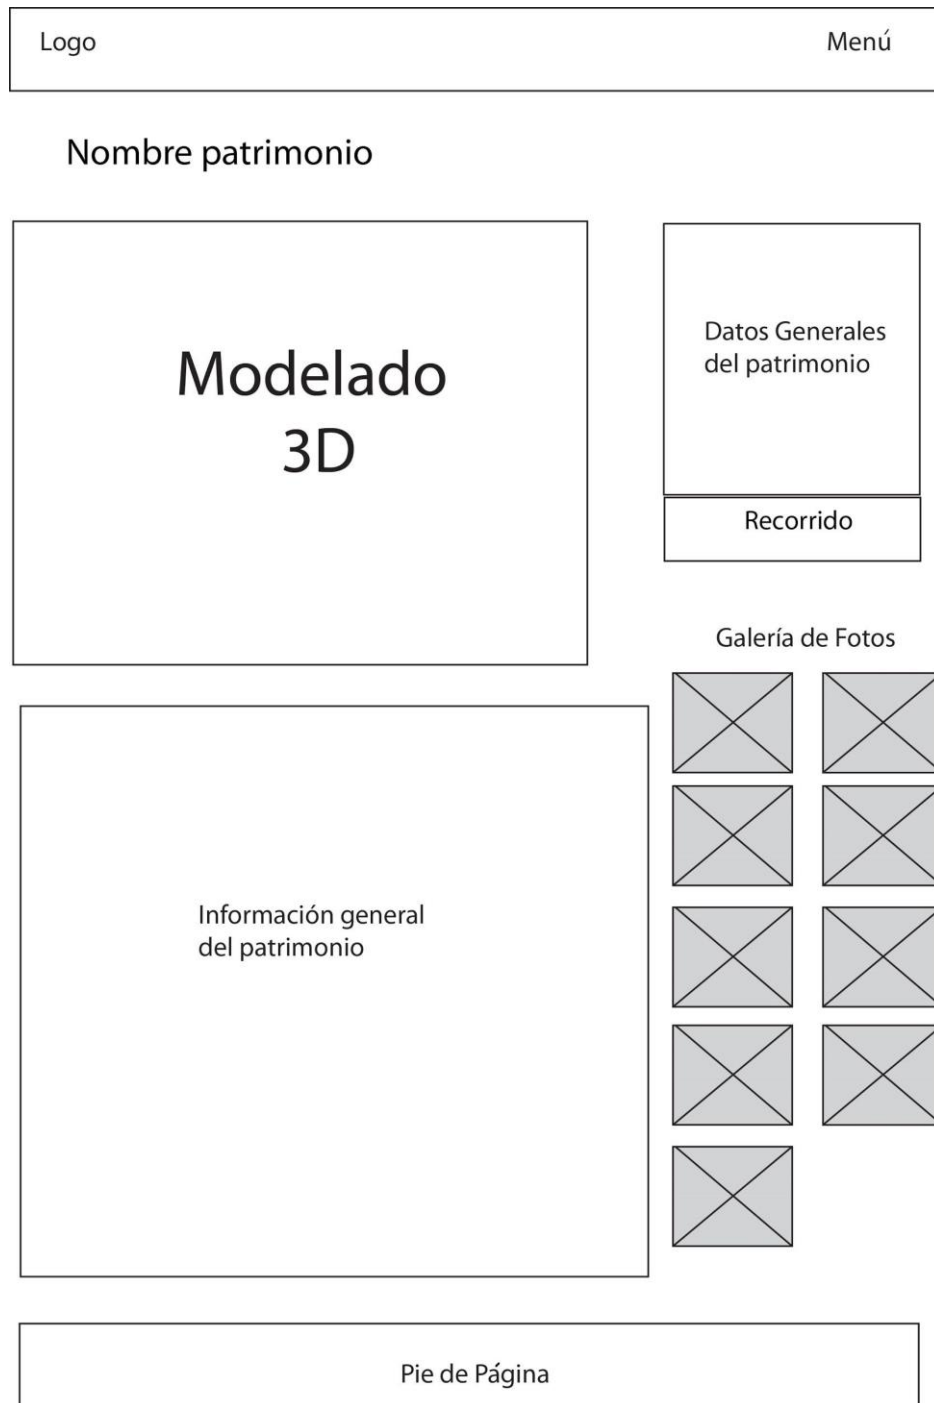 Logo
Menú
Nombre patrimonio
Modelado
3D
Datos Generales
del patrimonio
Recorrido
Galería de Fotos
Información general
del patrimonio
Pie de Página